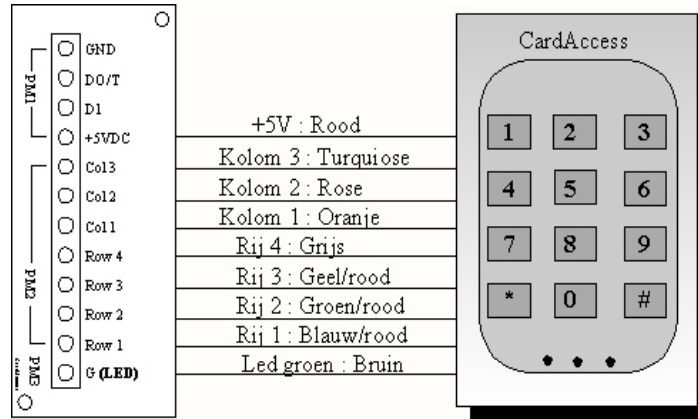 GND
DO/T
D1
+5VDC
Col3
Col2
Col1
Row 4
Row 3
Row 2
Row 1
G (LED)
PM1
PM2
PM3
+5V : Rood
Kolom 3 : Turquiose
Kolom 2 : Rose
Kolom 1 : Oranje
Rij 4 : Grijs
Rij 3 : Geel/rood
Rij 2 : Groen/rood
Rij 1 : Blauw/rood
Led groen : Bruin
CardAccess
1 2 3
4 5 6
7 8 9
* 0 #